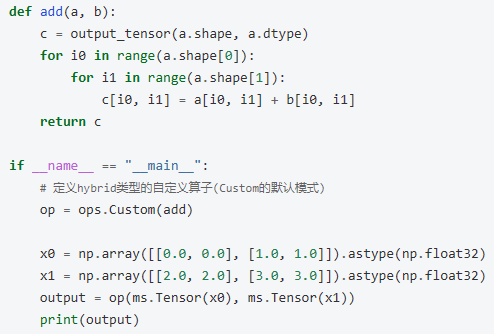 def add(a, b):
    c = output_tensor(a.shape, a.dtype)
    for i0 in range(a.shape[0]):
        for i1 in range(a.shape[1]):
            c[i0, i1] = a[i0, i1] + b[i0, i1]
    return c

if __name__ == "__main__":
    # 定义hybrid类型的自定义算子(Custom的默认模式)
    op = ops.Custom(add)

    x0 = np.array([[0.0, 0.0], [1.0, 1.0]]).astype(np.float32)
    x1 = np.array([[2.0, 2.0], [3.0, 3.0]]).astype(np.float32)
    output = op(ms.Tensor(x0), ms.Tensor(x1))
    print(output)